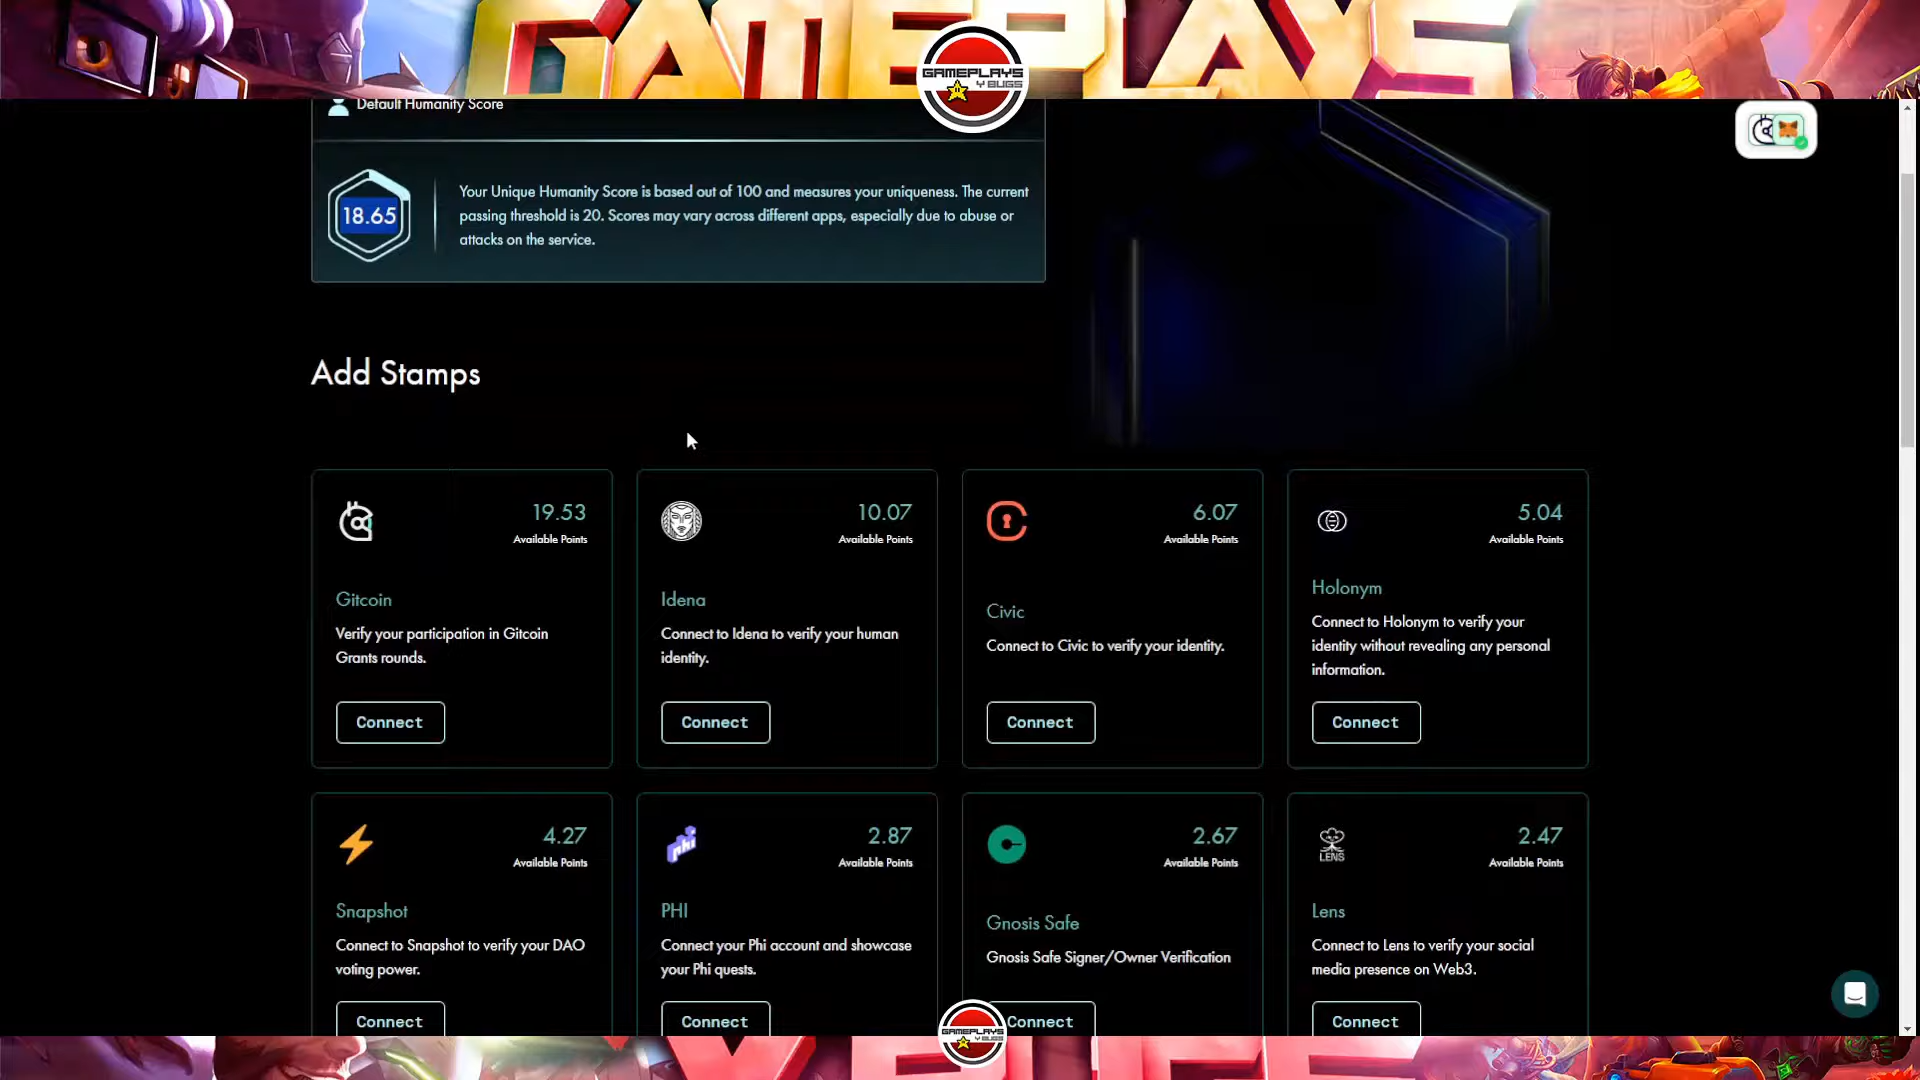 GAMEPLAYS
GAMEPLAYS
Y BUGS
Default Humanity Score
18.65
Your Unique Humanity Score is based out of 100 and measures your uniqueness. The current
passing threshold is 20. Scores may vary across different apps, especially due to abuse or
attacks on the service.
Add Stamps
19.53
Available Points
Gitcoin
Verify your participation in Gitcoin
Grants rounds.
Connect
10.07
Available Points
Idena
Connect to Idena to verify your human
identity.
Connect
6.07
Available Points
Civic
Connect to Civic to verify your identity.
Connect
5.04
Available Points
Holonym
Connect to Holonym to verify your
identity without revealing any personal
information.
Connect
4.27
Available Points
Snapshot
Connect to Snapshot to verify your DAO
voting power.
Connect
phi
2.87
Available Points
PHI
Connect your Phi account and showcase
your Phi quests.
Connect
2.67
Available Points
Gnosis Safe
Gnosis Safe Signer/Owner Verification
Connect
LENS
2.47
Available Points
Lens
Connect to Lens to verify your social
media presence on Web3.
Connect
GAMEPLAYS
Y BUGS